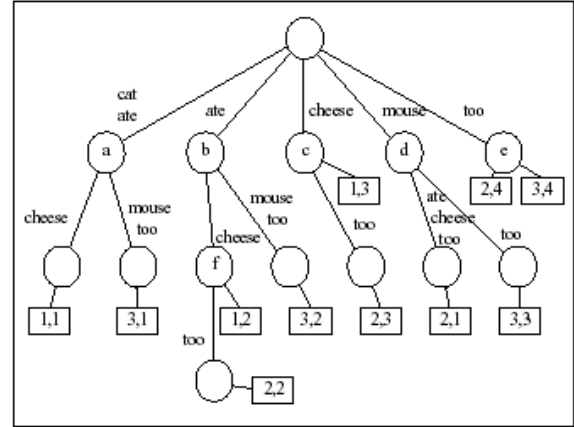 cat
ate
ate
cheese
mouse
too
a
b
c
d
e
1,3
2,4
3,4
cheese
mouse
too
cheese
mouse
too
too
ate
cheese
too
too
f
1,1
3,1
1,2
3,2
2,3
2,1
3,3
too
2,2